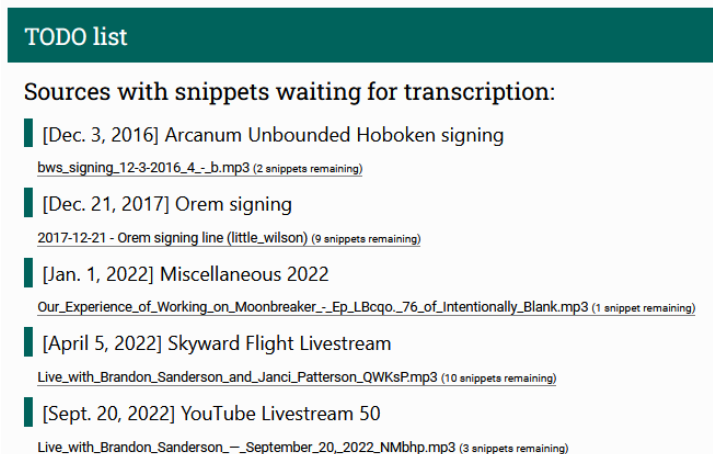 TODO list
Sources with snippets waiting for transcription:
[Dec. 3, 2016] Arcanum Unbounded Hoboken signing
bws_signing_12-3-2016_4_-_b.mp3 (2 snippets remaining)
[Dec. 21, 2017] Orem signing
2017-12-21 - Orem signing line (little_wilson) (9 snippets remaining)
[Jan. 1, 2022] Miscellaneous 2022
Our_Experience_of_Working_on_Moonbreaker_-_Ep_LBcqo._76_of_Intentionally_Blank.mp3 (1 snippet remaining)
[April 5, 2022] Skyward Flight Livestream
Live_with_Brandon_Sanderson_and_Janci_Patterson_QWKsP.mp3 (10 snippets remaining)
[Sept. 20, 2022] YouTube Livestream 50
Live_with_Brandon_Sanderson_—_September_20,_2022_NMbhp.mp3 (3 snippets remaining)